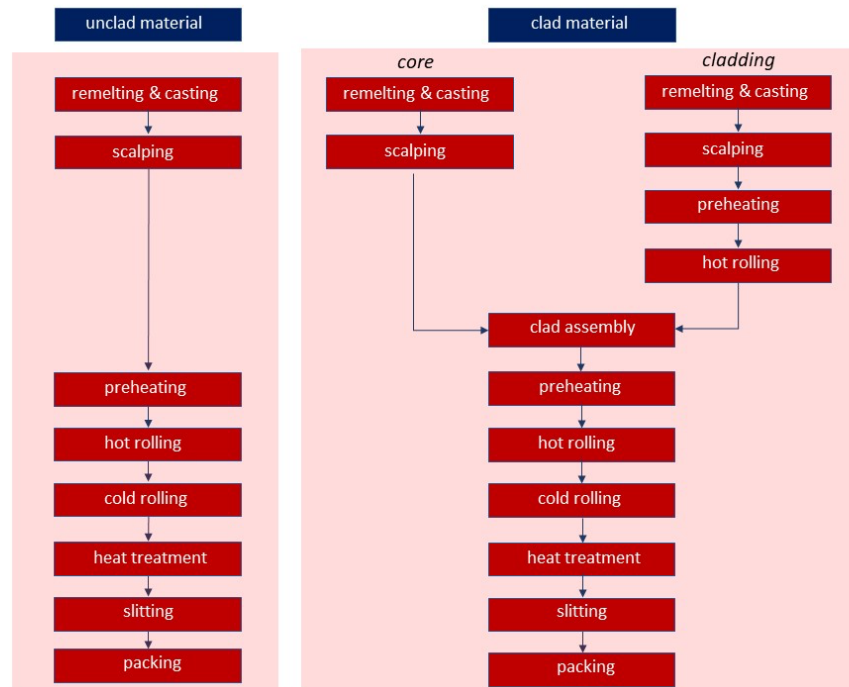 unclad material
remelting & casting
scalping
preheating
hot rolling
cold rolling
heat treatment
slitting
packing
clad material
core
remelting & casting
scalping
cladding
remelting & casting
scalping
preheating
hot rolling
clad assembly
preheating
hot rolling
cold rolling
heat treatment
slitting
packing